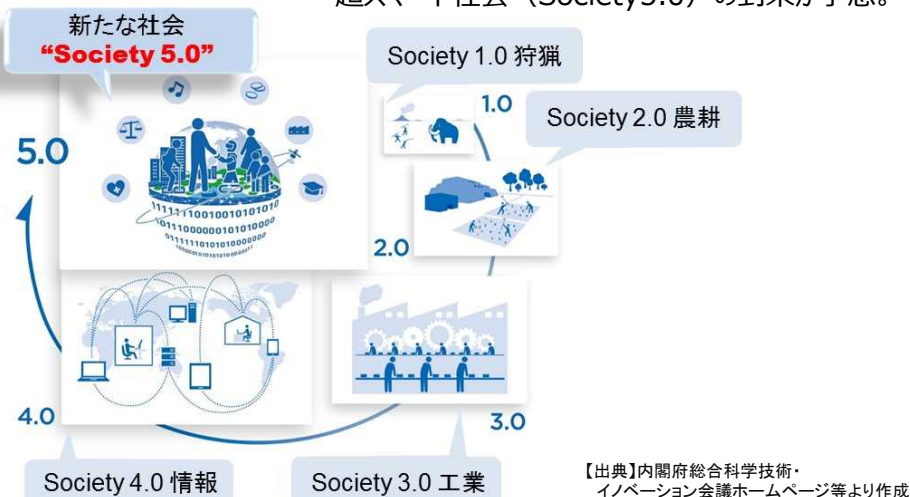 超スマート社会（Society5.0）の到来が予想。
新たな社会
“Society 5.0”
Society 1.0 狩猟
1.0
Society 2.0 農耕
5.0
2.0
4.0
3.0
Society 4.0 情報
Society 3.0 工業
【出典】内閣府総合科学技術・
イノベーション会議ホームページ等より作成